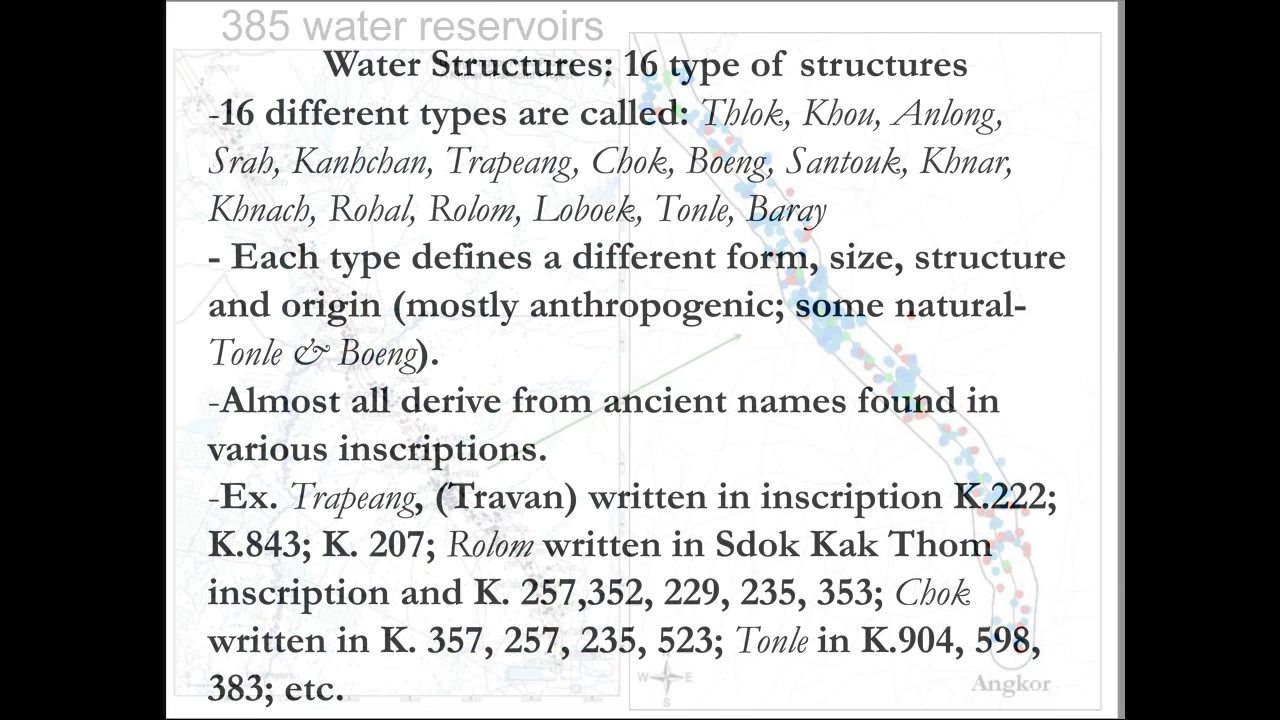 385 water reservoirs
Water Structures: 16 type of structures
-16 different types are called: Thlok, Khou, Anlong,
Srah, Kanhchan, Trapeang, Chok, Boeng, Santouk, Khnar,
Khnach, Rohal, Rolom, Loboek, Tonle, Baray
- Each type defines a different form, size, structure
and origin (mostly anthropogenic; some natural-
Tonle & Boeng).
-Almost all derive from ancient names found in
various inscriptions.
-Ex. Trapeang, (Travan) written in inscription K.222;
K.843; K. 207; Rolom written in Sdok Kak Thom
inscription and K. 257,352, 229, 235, 353; Chok
written in K. 357, 257, 235, 523; Tonle in K.904, 598,
383; etc.
N
W E
S
Angkor